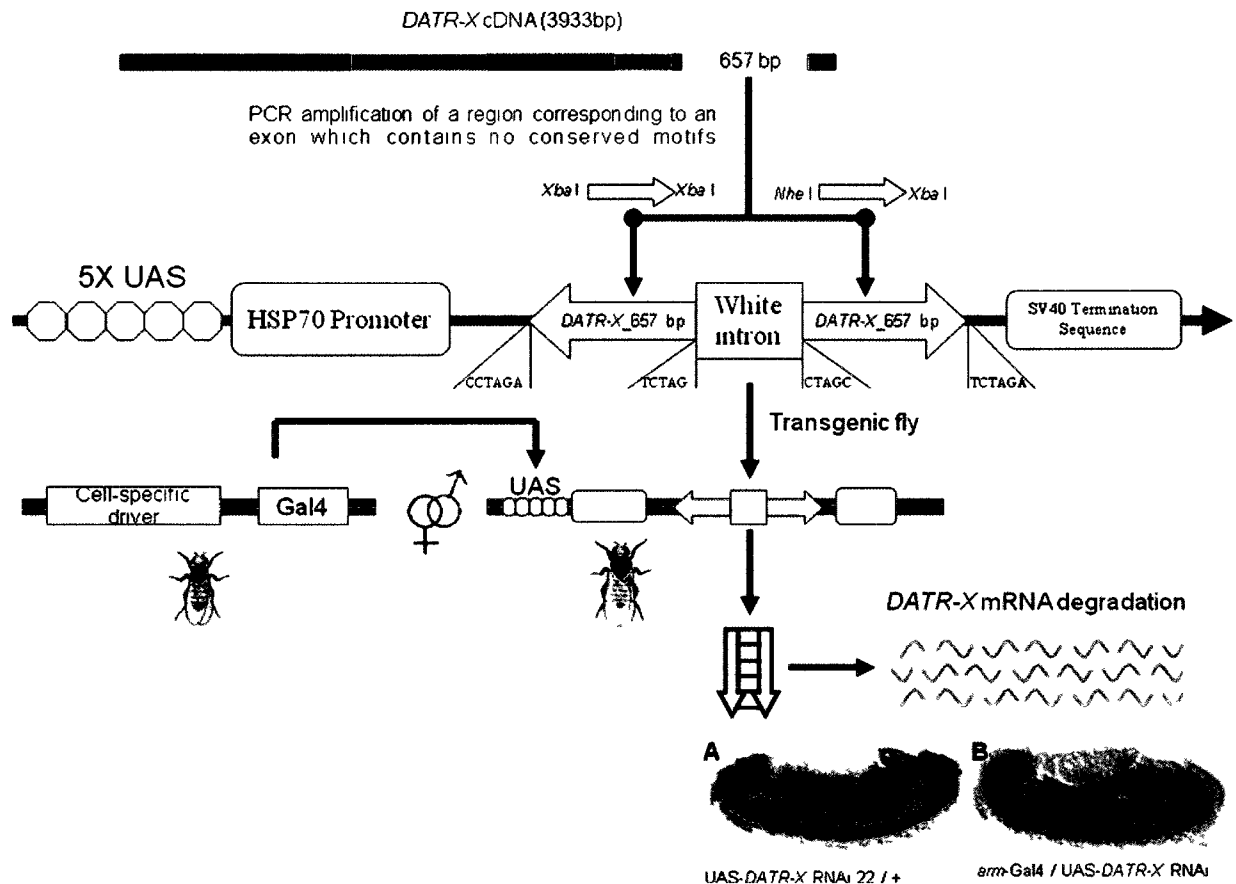 DATR-X cDNA (3933bp)
657 bp
PCR amplification of a region corresponding to an
exon which contains no conserved motifs
Xba I
Xba I
Nhe I
Xba I
5X UAS
HSP70 Promoter
DATR-X_657 bp
White
intron
DATR-X_657 bp
SV40 Termination
Sequence
CCTAGA
TCTAG
CTAGC
TCTAGA
Transgenic fly
Cell-specific
driver
Gal4
UAS
DATR-X mRNA degradation
A
B
UAS-DATR-X RNAi 22 / +
arm-Gal4 / UAS-DATR-X RNAi